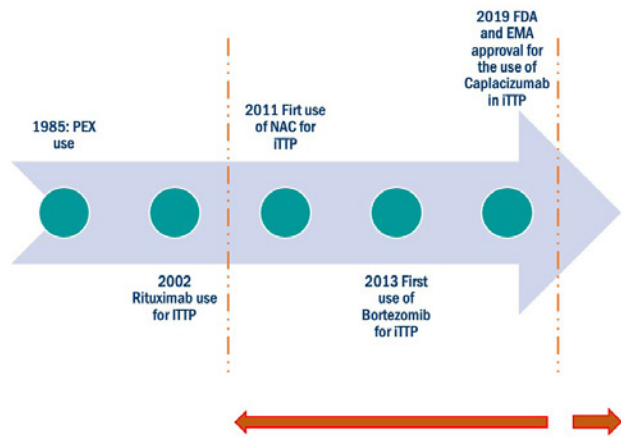 1985: PEX
use
2002
Rituximab use
for iTTP
2011 Firt use
of NAC for
iTTP
2013 First
use of
Bortezomib
for iTTP
2019 FDA
and EMA
approval for
the use of
Caplacizumab
in iTTP